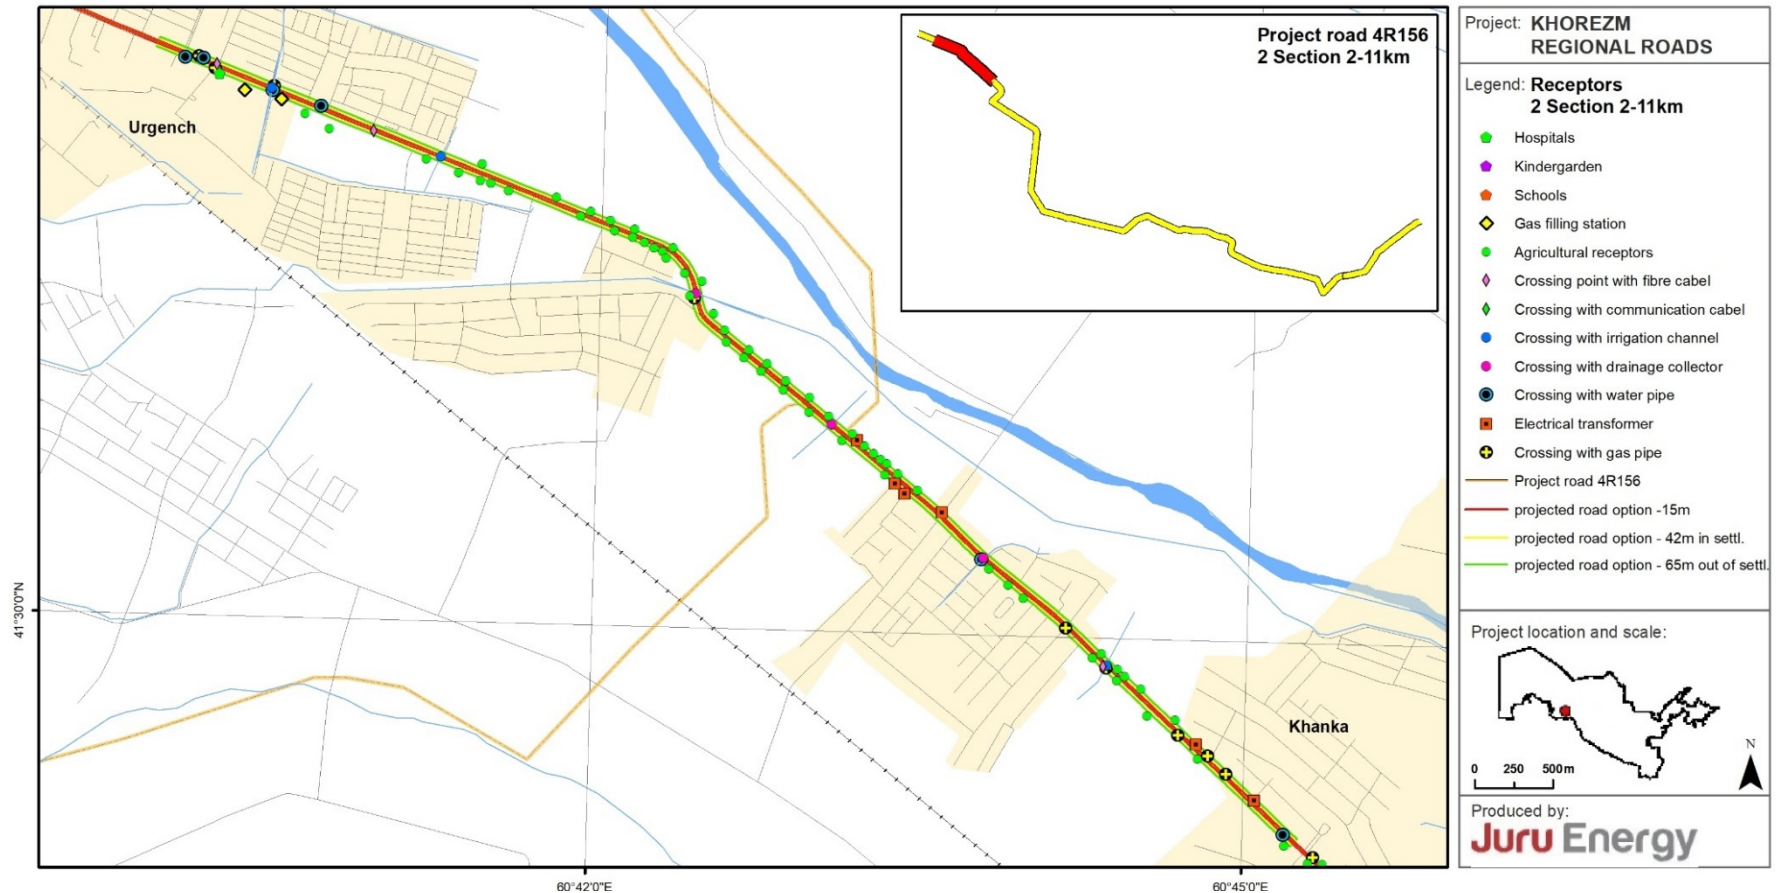 Urgench
Khanka
Project road 4R156
2 Section 2-11km
41°30'0"N
60°42'0"E
60°45'0"E
Project: KHOREZM
REGIONAL ROADS
Legend: Receptors
2 Section 2-11km
Hospitals
Kindergarden
Schools
Gas filling station
Agricultural receptors
Crossing point with fibre cabel
Crossing with communication cabel
Crossing with irrigation channel
Crossing with drainage collector
Crossing with water pipe
Electrical transformer
Crossing with gas pipe
Project road 4R156
projected road option -15m
projected road option - 42m in settl.
projected road option - 65m out of settl.
Project location and scale:
N
0 250 500m
Produced by:
Juru Energy